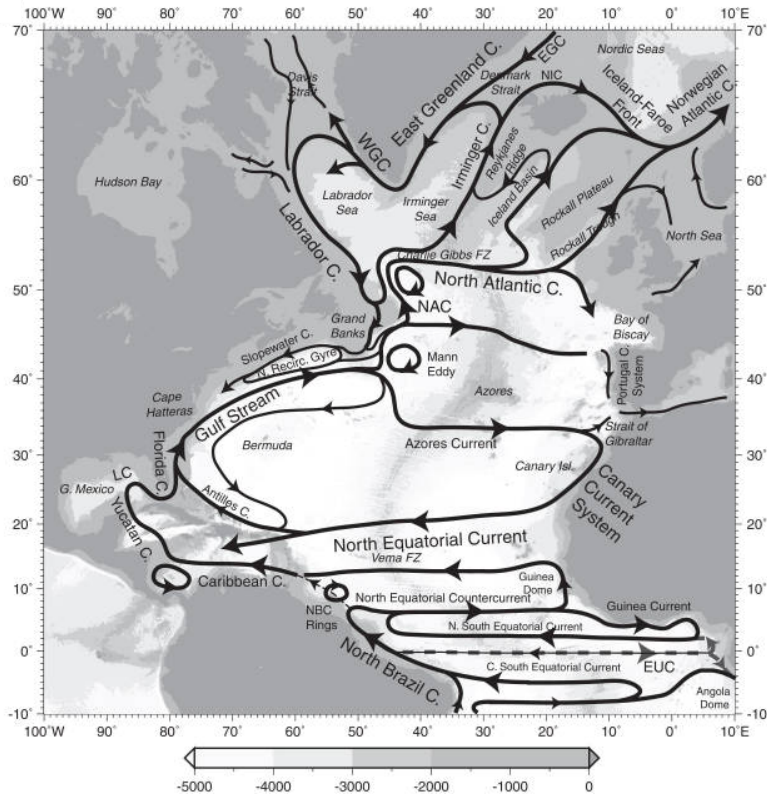 100°W 90° 80° 70° 60° 50° 40° 30° 20° 10° 0° 10°E
70° 70°
Nordic Seas
EGC
Davis
Strait
Denmark
Strait
NIC
East Greenland C.
Iceland-Faroe
Front
Norwegian
Atlantic C.
WGC
Irminger C.
Reykjanes
Ridge
60° 60°
Hudson Bay
Labrador
Sea
Irminger
Sea
Iceland Basin
Rockall Plateau
Rockall Trough
North Sea
Labrador C.
Charlie Gibbs FZ
50° 50°
North Atlantic C.
NAC
Grand
Banks
Bay of
Biscay
Slopewater C.
N. Recirc. Gyre
Mann
Eddy
Portugal C.
System
40° 40°
Cape
Hatteras
Gulf Stream
Azores
Azores Current
Strait of
Gibraltar
Bermuda
30° 30°
Florida C.
LC
G. Mexico
Canary Isl.
Canary
Current
System
Yucatan C.
Antilles C.
20° 20°
North Equatorial Current
Vema FZ
Caribbean C.
Guinea
Dome
10° 10°
NBC
Rings
North Equatorial Countercurrent
Guinea Current
N. South Equatorial Current
0° 0°
North Brazil C.
C. South Equatorial Current
EUC
Angola
Dome
-10° -10°
100°W 90° 80° 70° 60° 50° 40° 30° 20° 10° 0° 10°E
-5000 -4000 -3000 -2000 -1000 0